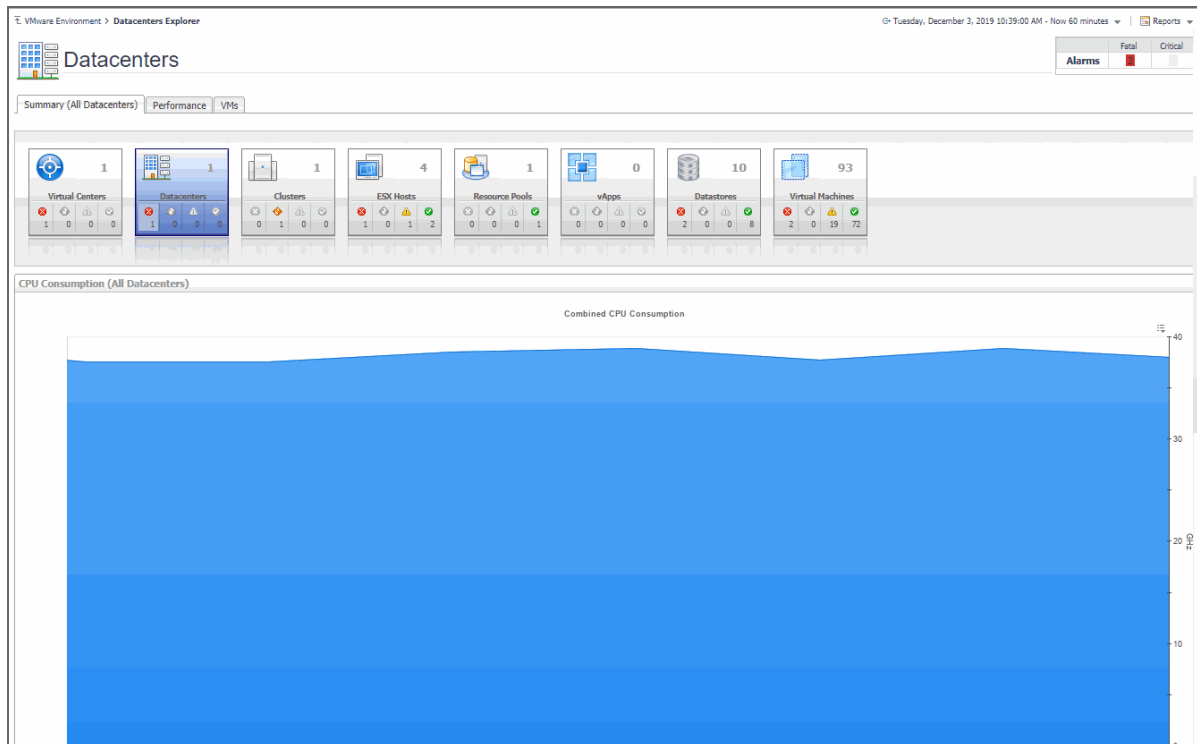 VMware Environment > Datacenters Explorer
Tuesday, December 3, 2019 10:39:00 AM - Now 60 minutes
Reports
Datacenters
Fatal Critical
Alarms 2
Summary (All Datacenters) Performance VMs
1 1 1 4 1 0 10 93
Virtual Centers Datacenters Clusters ESX Hosts Resource Pools vApps Datastores Virtual Machines
1 0 0 0 1 0 0 0 0 1 0 0 1 0 1 2 0 0 0 1 0 0 0 0 2 0 0 8 2 0 19 72
CPU Consumption (All Datacenters)
Combined CPU Consumption
40
30
20
GHz
10